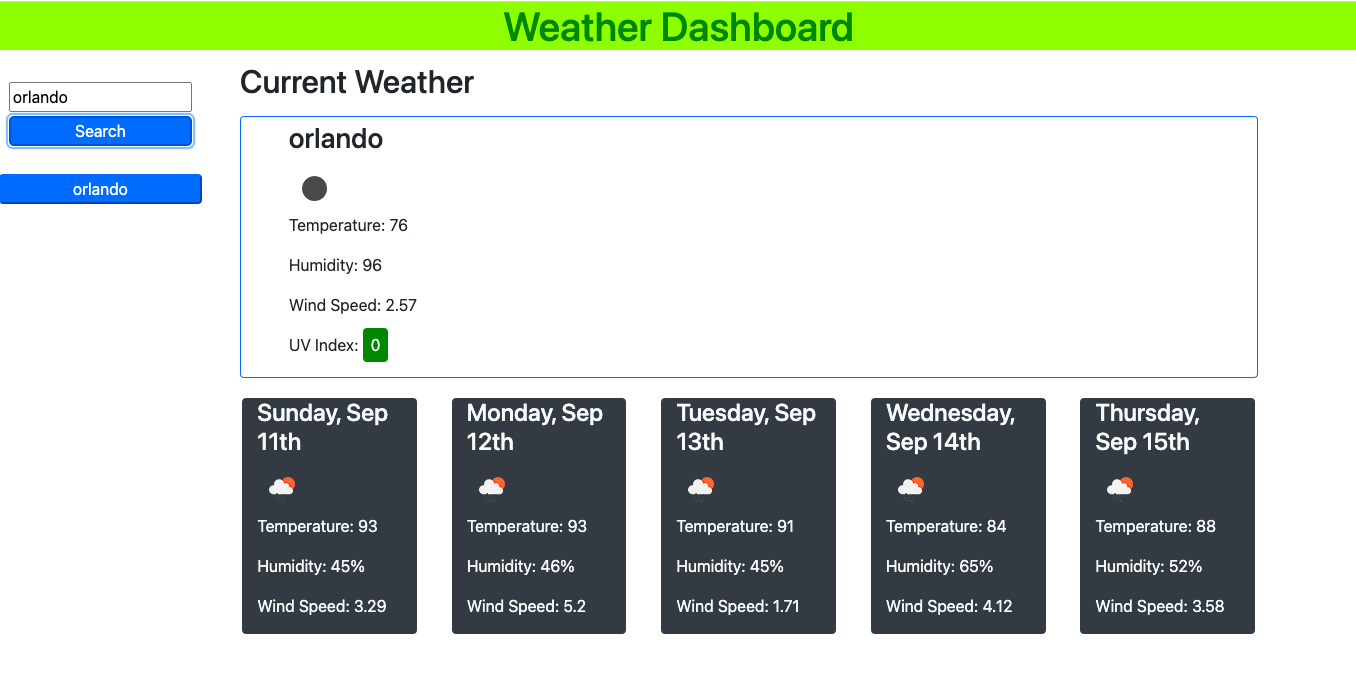 Weather Dashboard
orlando
Search
orlando
Current Weather
orlando
Temperature: 76
Humidity: 96
Wind Speed: 2.57
UV Index: 0
Sunday, Sep
11th
Temperature: 93
Humidity: 45%
Wind Speed: 3.29
Monday, Sep
12th
Temperature: 93
Humidity: 46%
Wind Speed: 5.2
Tuesday, Sep
13th
Temperature: 91
Humidity: 45%
Wind Speed: 1.71
Wednesday,
Sep 14th
Temperature: 84
Humidity: 65%
Wind Speed: 4.12
Thursday,
Sep 15th
Temperature: 88
Humidity: 52%
Wind Speed: 3.58